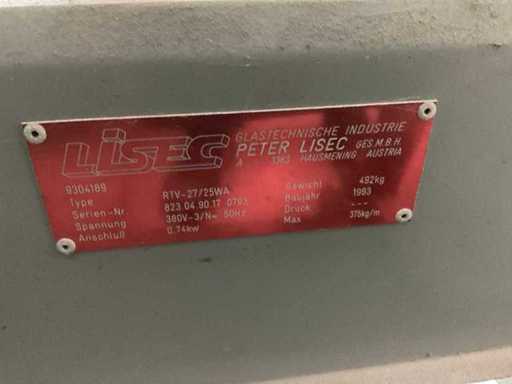 LISEC
GLASTECHNISCHE INDUSTRIE
PETER LISEC GES.M.B.H.
A 3363 HAUSMENING AUSTRIA
9304189
Type RTV-27/25WA
Serien-Nr. 823 04.90.17 0793
Spannung 380V-3/N~ 50Hz
Anschluß 0.74kw
Gewicht 492kg
Baujahr 1993
Druck ---
Max 375kg/m